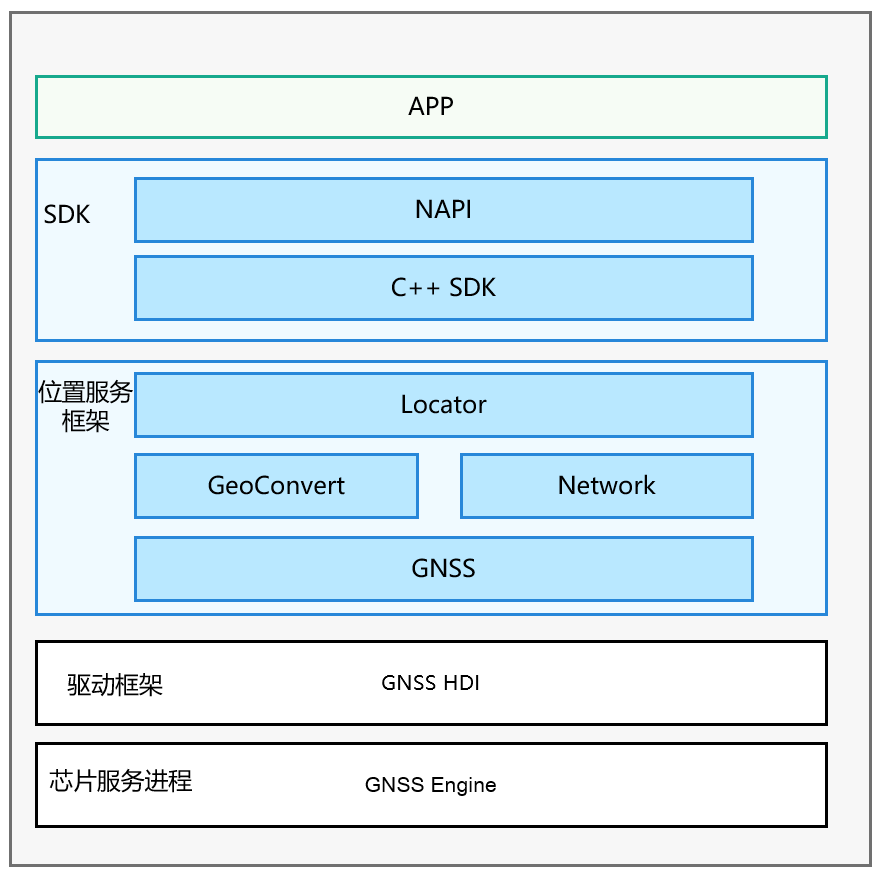 APP
SDK
NAPI
C++ SDK
位置服务
框架
Locator
GeoConvert
Network
GNSS
驱动框架
GNSS HDI
芯片服务进程
GNSS Engine